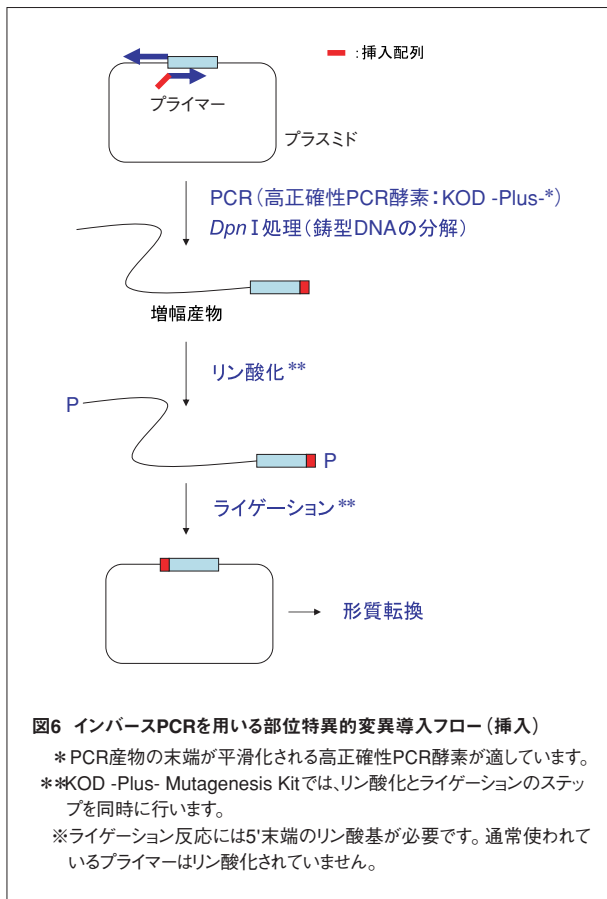 :挿入配列
プライマー
プラスミド
PCR(高正確性PCR酵素:KOD -Plus-*)
DpnⅠ処理(鋳型DNAの分解)
増幅産物
リン酸化**
P
P
ライゲーション**
形質転換
図6 インバースPCRを用いる部位特異的変異導入フロー(挿入)
*PCR産物の末端が平滑化される高正確性PCR酵素が適しています。
**KOD -Plus- Mutagenesis Kitでは、リン酸化とライゲーションのステッ
プを同時に行います。
※ライゲーション反応には5'末端のリン酸基が必要です。通常使われて
いるプライマーはリン酸化されていません。